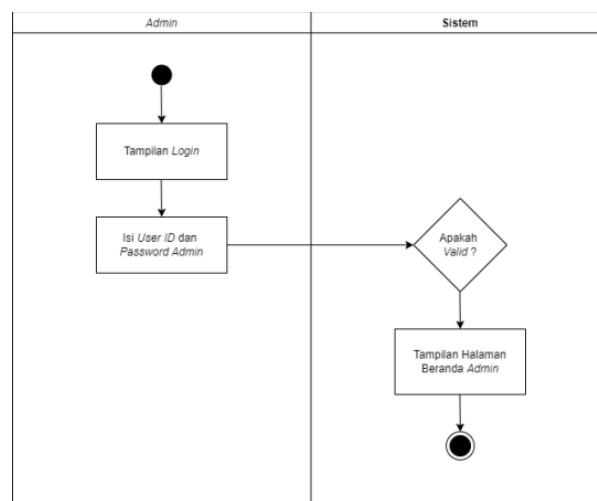 Admin
Sistem
Tampilan Login
Isi User ID dan
Password Admin
Apakah
Valid ?
Tampilan Halaman
Beranda Admin